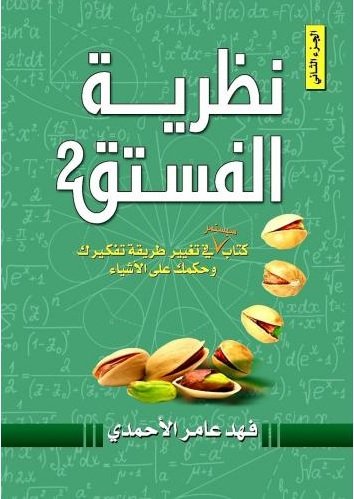 الجزء الثاني
نظرية
الفستق2
سيستمر
كتاب في تغيير طريقة تفكيرك
وحكمك على الأشياء
فهد عامر الأحمدي